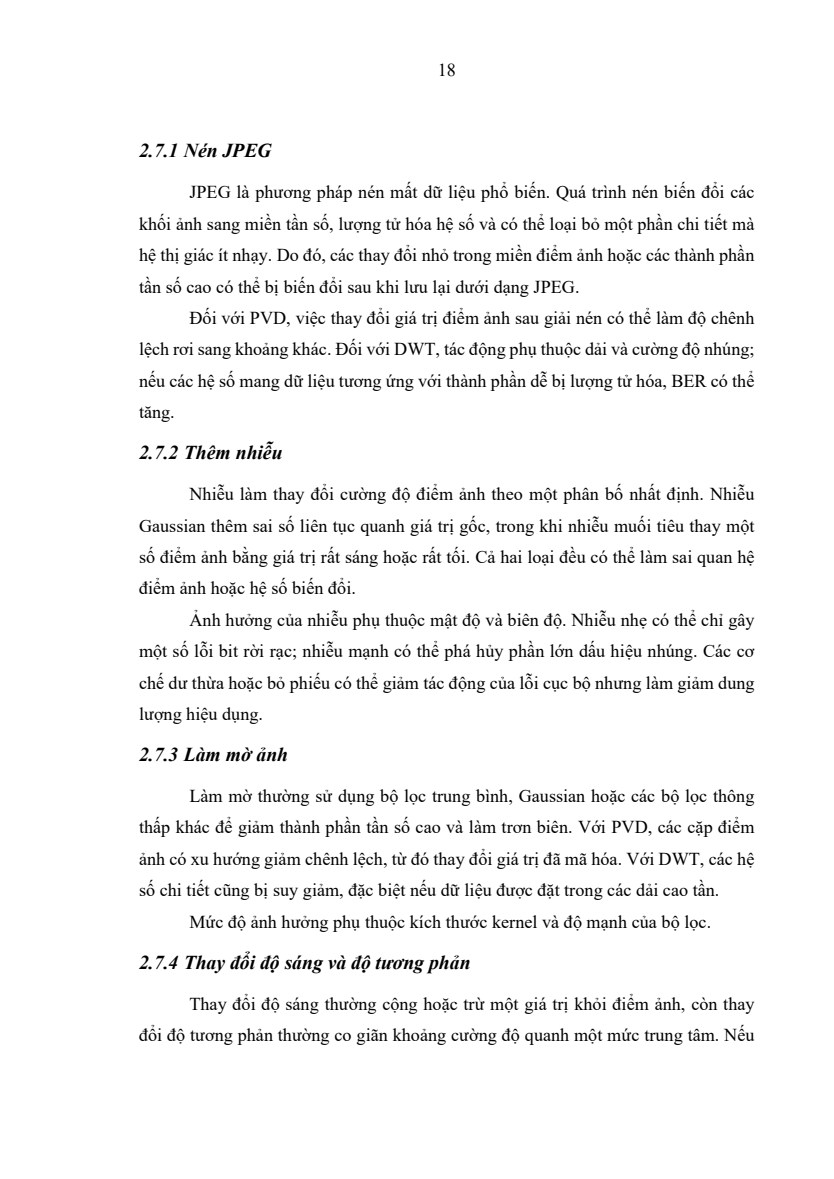 18
2.7.1 Nén JPEG
JPEG là phương pháp nén mất dữ liệu phổ biến. Quá trình nén biến đổi các
khối ảnh sang miền tần số, lượng tử hóa hệ số và có thể loại bỏ một phần chi tiết mà
hệ thị giác ít nhạy. Do đó, các thay đổi nhỏ trong miền điểm ảnh hoặc các thành phần
tần số cao có thể bị biến đổi sau khi lưu lại dưới dạng JPEG.
Đối với PVD, việc thay đổi giá trị điểm ảnh sau giải nén có thể làm độ chênh
lệch rơi sang khoảng khác. Đối với DWT, tác động phụ thuộc dải và cường độ nhúng;
nếu các hệ số mang dữ liệu tương ứng với thành phần dễ bị lượng tử hóa, BER có thể
tăng.
2.7.2 Thêm nhiễu
Nhiễu làm thay đổi cường độ điểm ảnh theo một phân bố nhất định. Nhiễu
Gaussian thêm sai số liên tục quanh giá trị gốc, trong khi nhiễu muối tiêu thay một
số điểm ảnh bằng giá trị rất sáng hoặc rất tối. Cả hai loại đều có thể làm sai quan hệ
điểm ảnh hoặc hệ số biến đổi.
Ảnh hưởng của nhiễu phụ thuộc mật độ và biên độ. Nhiễu nhẹ có thể chỉ gây
một số lỗi bit rời rạc; nhiễu mạnh có thể phá hủy phần lớn dấu hiệu nhúng. Các cơ
chế dư thừa hoặc bỏ phiếu có thể giảm tác động của lỗi cục bộ nhưng làm giảm dung
lượng hiệu dụng.
2.7.3 Làm mờ ảnh
Làm mờ thường sử dụng bộ lọc trung bình, Gaussian hoặc các bộ lọc thông
thấp khác để giảm thành phần tần số cao và làm trơn biên. Với PVD, các cặp điểm
ảnh có xu hướng giảm chênh lệch, từ đó thay đổi giá trị đã mã hóa. Với DWT, các hệ
số chi tiết cũng bị suy giảm, đặc biệt nếu dữ liệu được đặt trong các dải cao tần.
Mức độ ảnh hưởng phụ thuộc kích thước kernel và độ mạnh của bộ lọc.
2.7.4 Thay đổi độ sáng và độ tương phản
Thay đổi độ sáng thường cộng hoặc trừ một giá trị khỏi điểm ảnh, còn thay
đổi độ tương phản thường co giãn khoảng cường độ quanh một mức trung tâm. Nếu